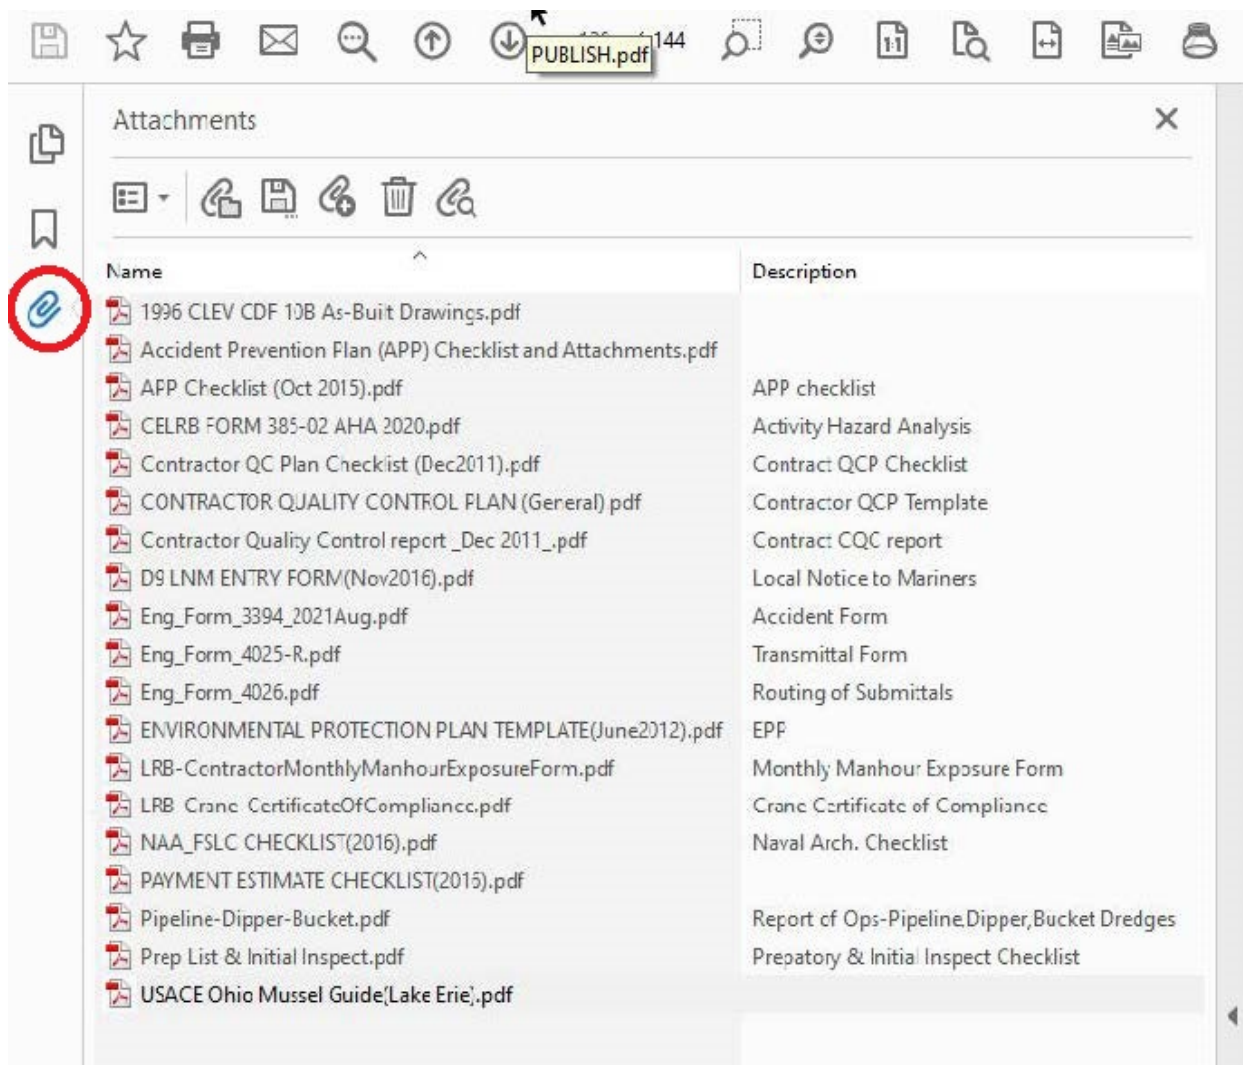 144
PUBLISH.pdf
1:1
Attachments
Name Description
1996 CLEV CDF 10B As-Built Drawings.pdf
Accident Prevention Plan (APP) Checklist and Attachments.pdf
APP Checklist (Oct 2015).pdf APP checklist
CELRB FORM 385-02 AHA 2020.pdf Activity Hazard Analysis
Contractor QC Plan Checklist (Dec2011).pdf Contract QCP Checklist
CONTRACTOR QUALITY CONTROL PLAN (General).pdf Contractor QCP Template
Contractor Quality Control report _Dec 2011_.pdf Contract CQC report
D9 LNM ENTRY FORM(Nov2016).pdf Local Notice to Mariners
Eng_Form_3394_2021Aug.pdf Accident Form
Eng_Form_4025-R.pdf Transmittal Form
Eng_Form_4026.pdf Routing of Submittals
ENVIRONMENTAL PROTECTION PLAN TEMPLATE(June2012).pdf EPP
LRB-ContractorMonthlyManhourExposureForm.pdf Monthly Manhour Exposure Form
LRB-Crane-CertificateOfCompliance.pdf Crane Certificate of Compliance
NAA_FSLC CHECKLIST(2016).pdf Naval Arch. Checklist
PAYMENT ESTIMATE CHECKLIST(2016).pdf
Pipeline-Dipper-Bucket.pdf Report of Ops-Pipeline,Dipper,Bucket Dredges
Prep List & Initial Inspect.pdf Prepatory & Initial Inspect Checklist
USACE Ohio Mussel Guide(Lake Erie).pdf